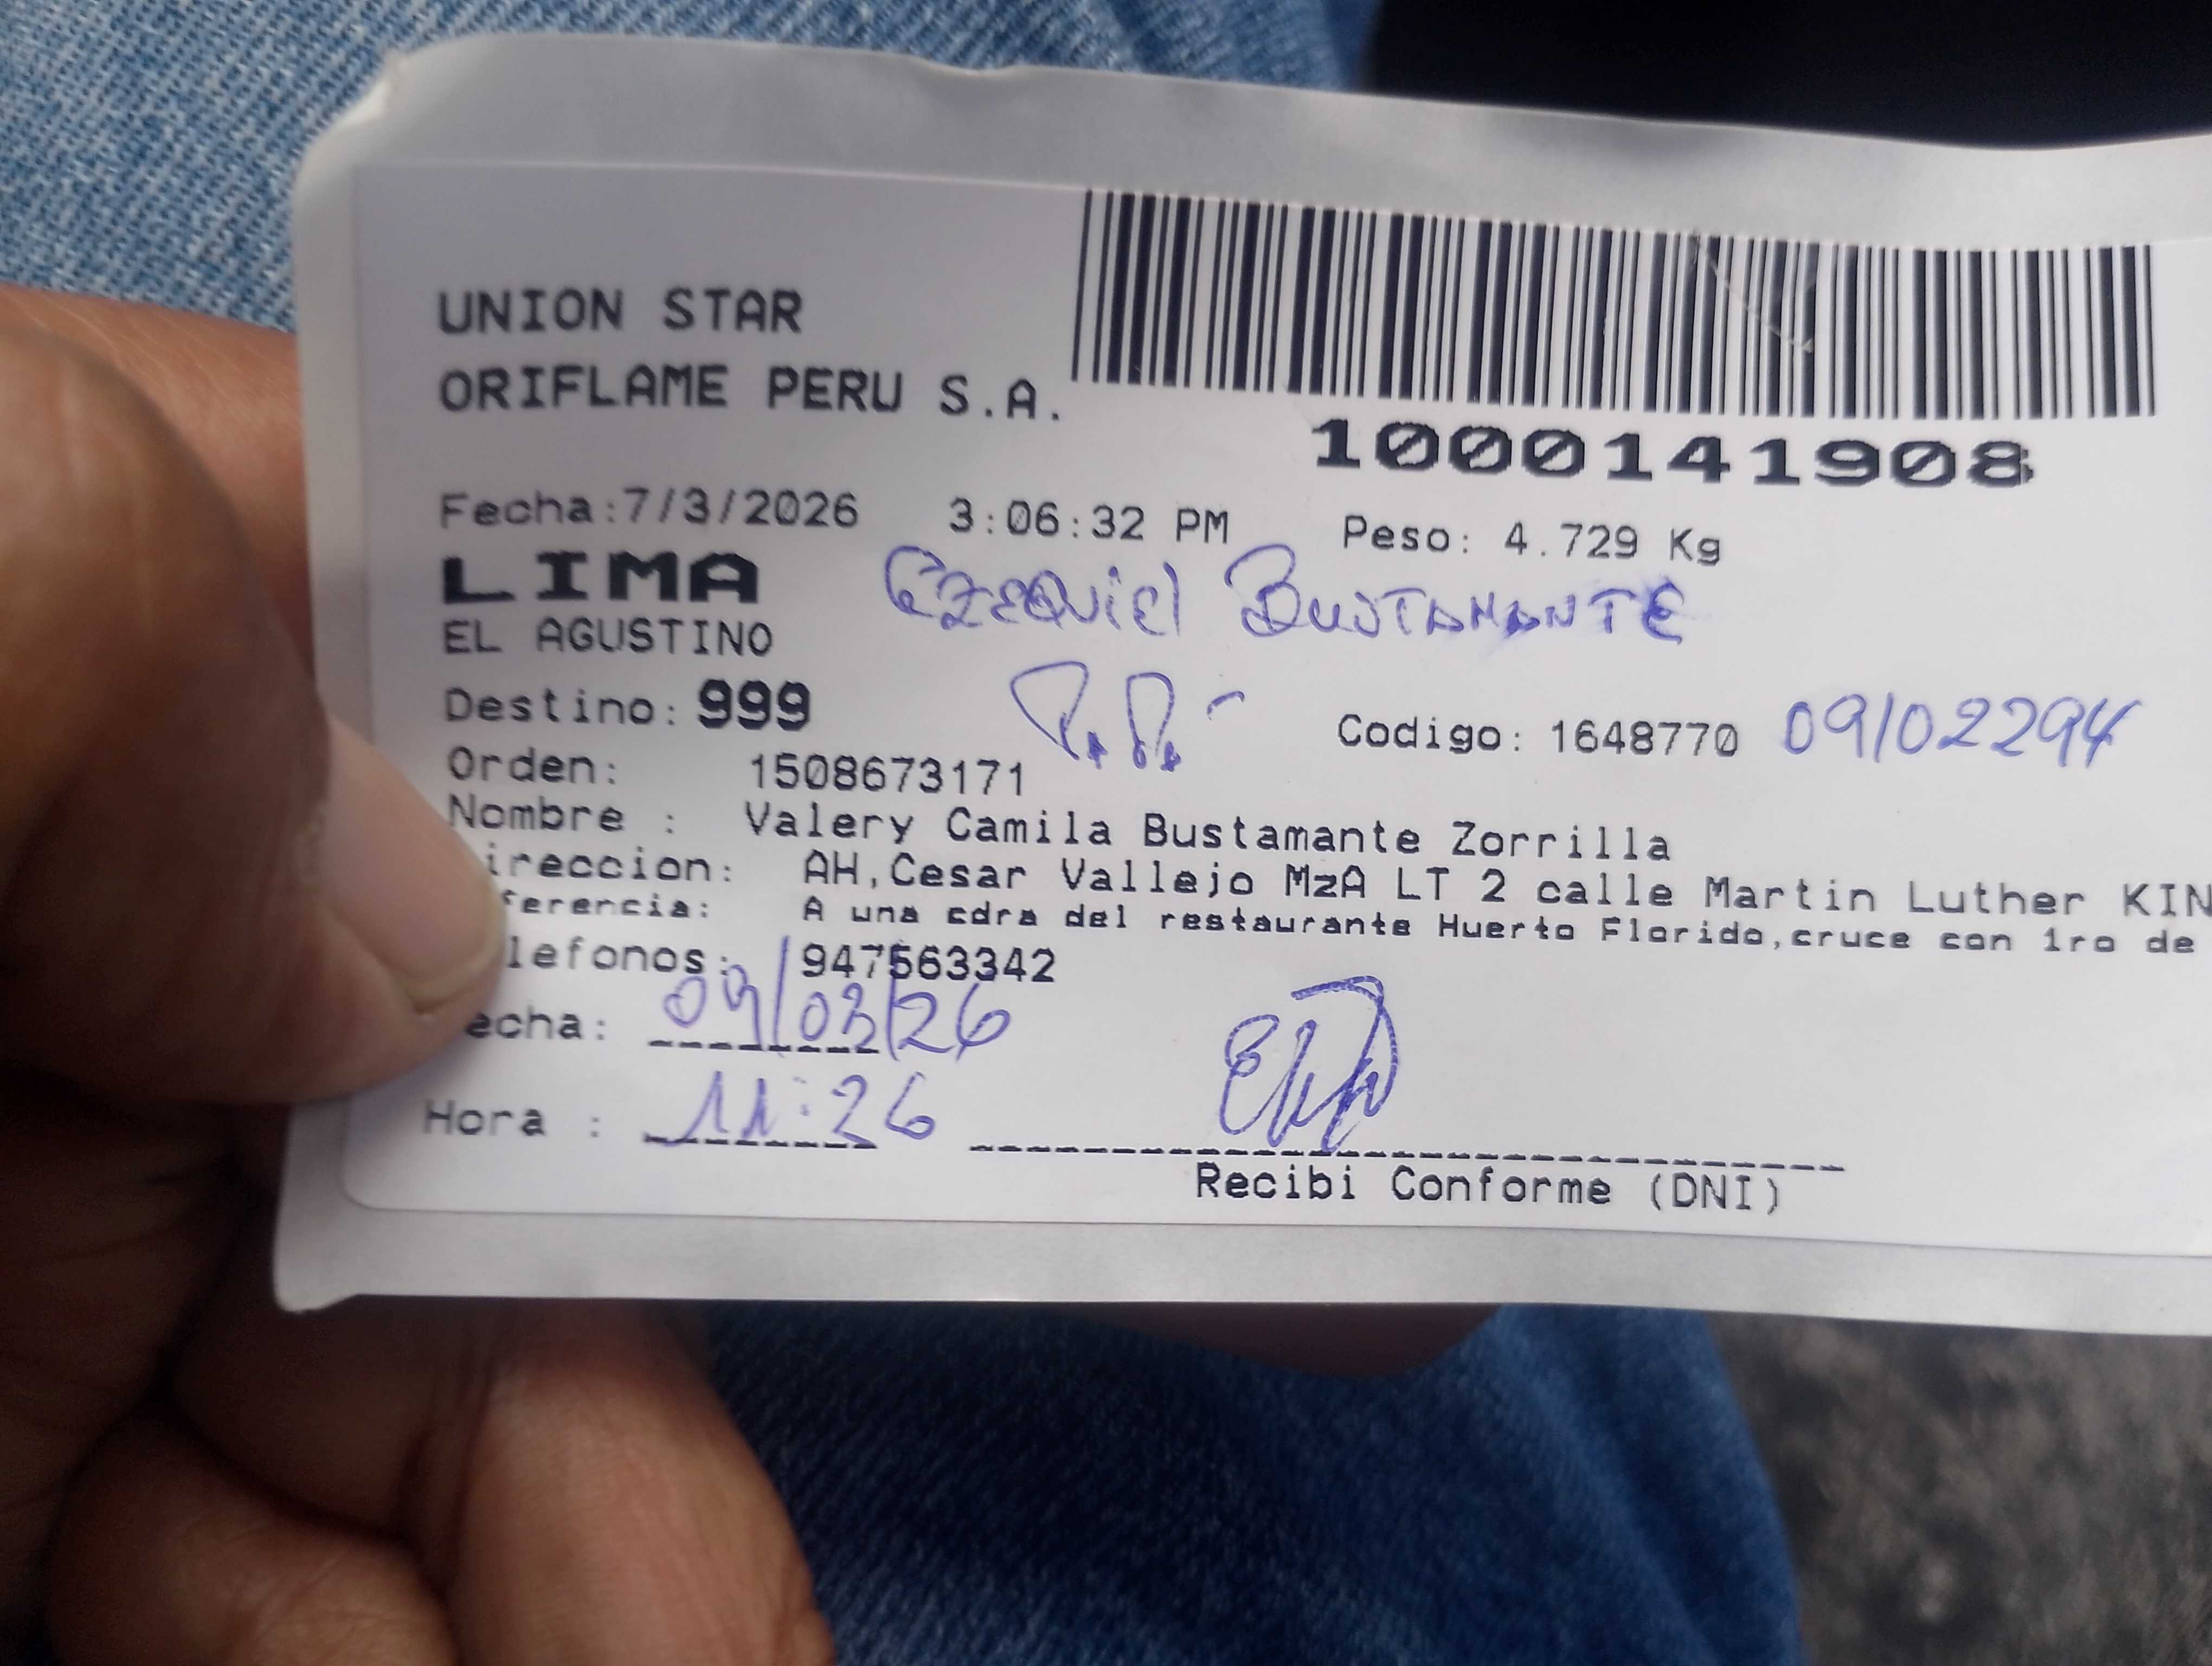 UNION STAR
ORIFLAME PERU S.A.
1000141908
Fecha:7/3/2026 3:06:32 PM Peso: 4.729 Kg
LIMA
EZEQUIEL BUSTAMANTE
EL AGUSTINO
Destino: 999
Codigo: 1648770 09102294
Orden: 1508673171
Nombre : Valery Camila Bustamante Zorrilla
ireccion: AH,Cesar Vallejo MzA LT 2 calle Martin Luther KIN
ferencia: A una cdra del restaurante Huerto Florido,cruce con 1ro de
lefonos: 947563342
echa: 09/03/26
Hora : 11:26
Recibi Conforme (DNI)